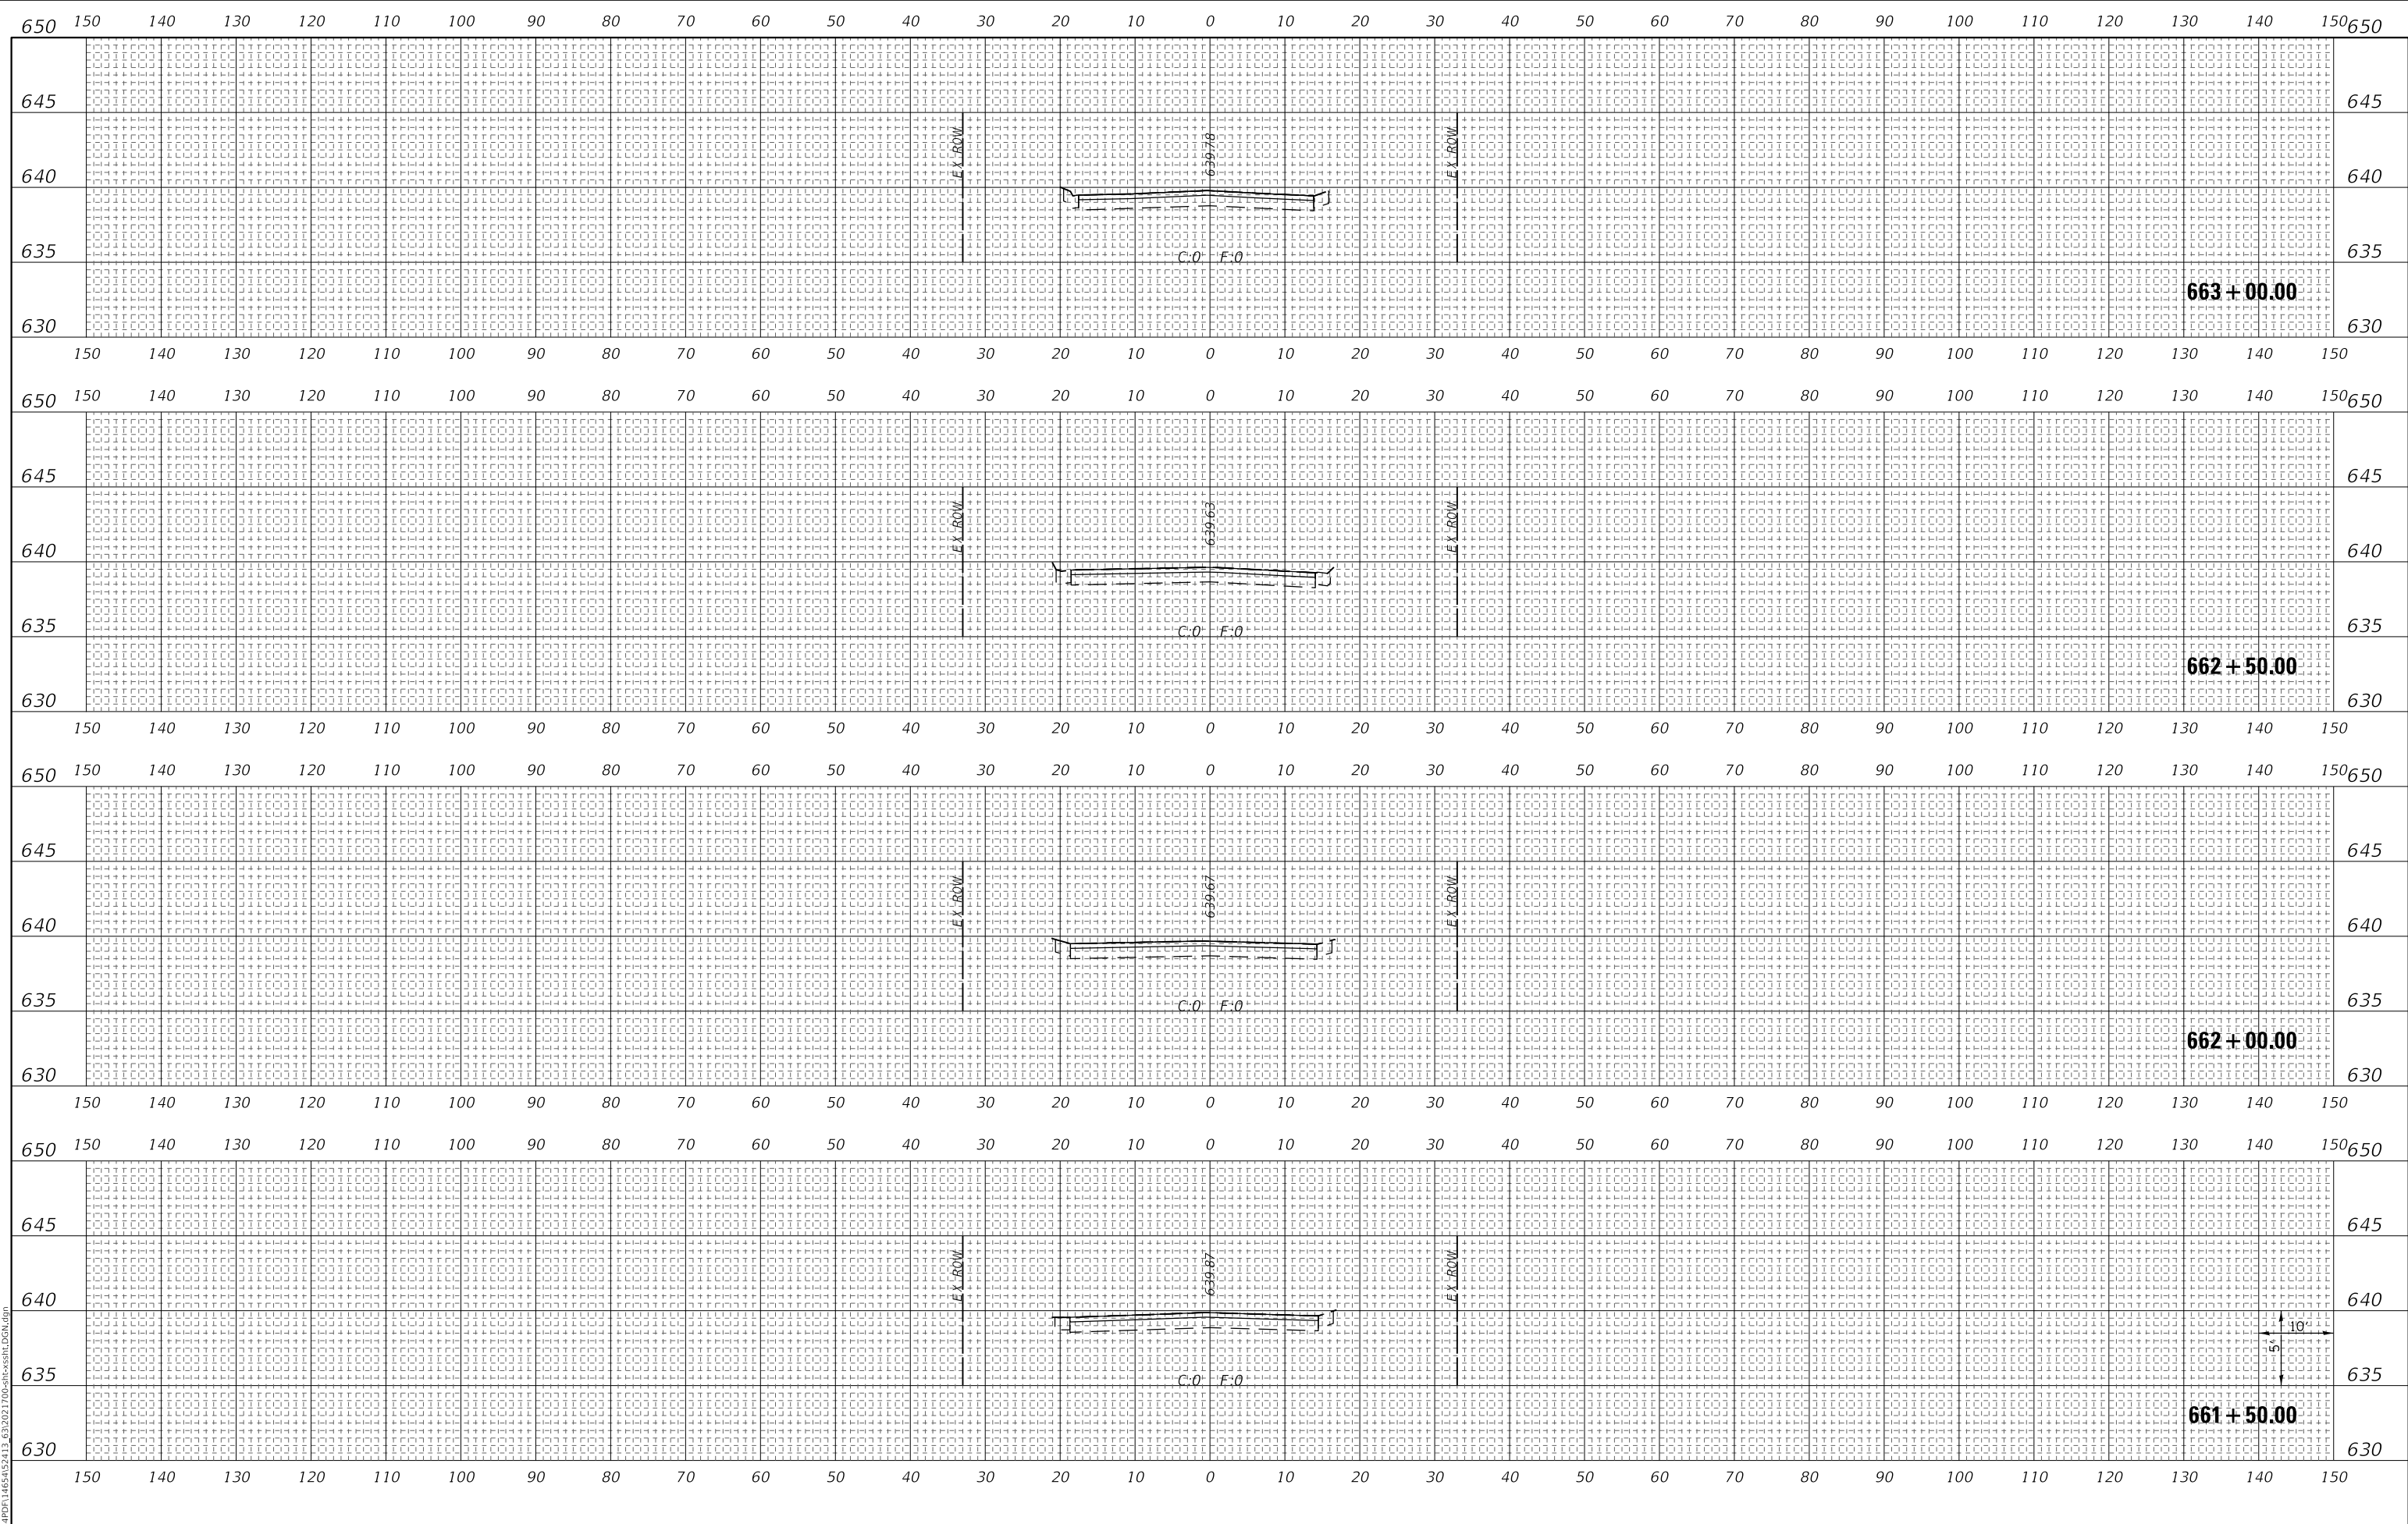 150 140 130 120 110 100 90 80 70 60 50 40 30 20 10 0 10 20 30 40 50 60 70 80 90 100 110 120 130 140 150
650 650
645 645
EX ROW 639.78 EX ROW
640 640
635 C:0 F:0 635
663+00.00
630 630
150 140 130 120 110 100 90 80 70 60 50 40 30 20 10 0 10 20 30 40 50 60 70 80 90 100 110 120 130 140 150
150 140 130 120 110 100 90 80 70 60 50 40 30 20 10 0 10 20 30 40 50 60 70 80 90 100 110 120 130 140 150
650 650
645 645
EX ROW 639.63 EX ROW
640 640
635 C:0 F:0 635
662+50.00
630 630
150 140 130 120 110 100 90 80 70 60 50 40 30 20 10 0 10 20 30 40 50 60 70 80 90 100 110 120 130 140 150
150 140 130 120 110 100 90 80 70 60 50 40 30 20 10 0 10 20 30 40 50 60 70 80 90 100 110 120 130 140 150
650 650
645 645
EX ROW 639.67 EX ROW
640 640
635 C:0 F:0 635
662+00.00
630 630
150 140 130 120 110 100 90 80 70 60 50 40 30 20 10 0 10 20 30 40 50 60 70 80 90 100 110 120 130 140 150
150 140 130 120 110 100 90 80 70 60 50 40 30 20 10 0 10 20 30 40 50 60 70 80 90 100 110 120 130 140 150
650 650
645 645
EX ROW 639.87 EX ROW
640 640
10'
5'
635 C:0 F:0 635
661+50.00
630 630
150 140 130 120 110 100 90 80 70 60 50 40 30 20 10 0 10 20 30 40 50 60 70 80 90 100 110 120 130 140 150
4PDF\14654\52413_63\2021700-sht-xssht.DGN.dgn